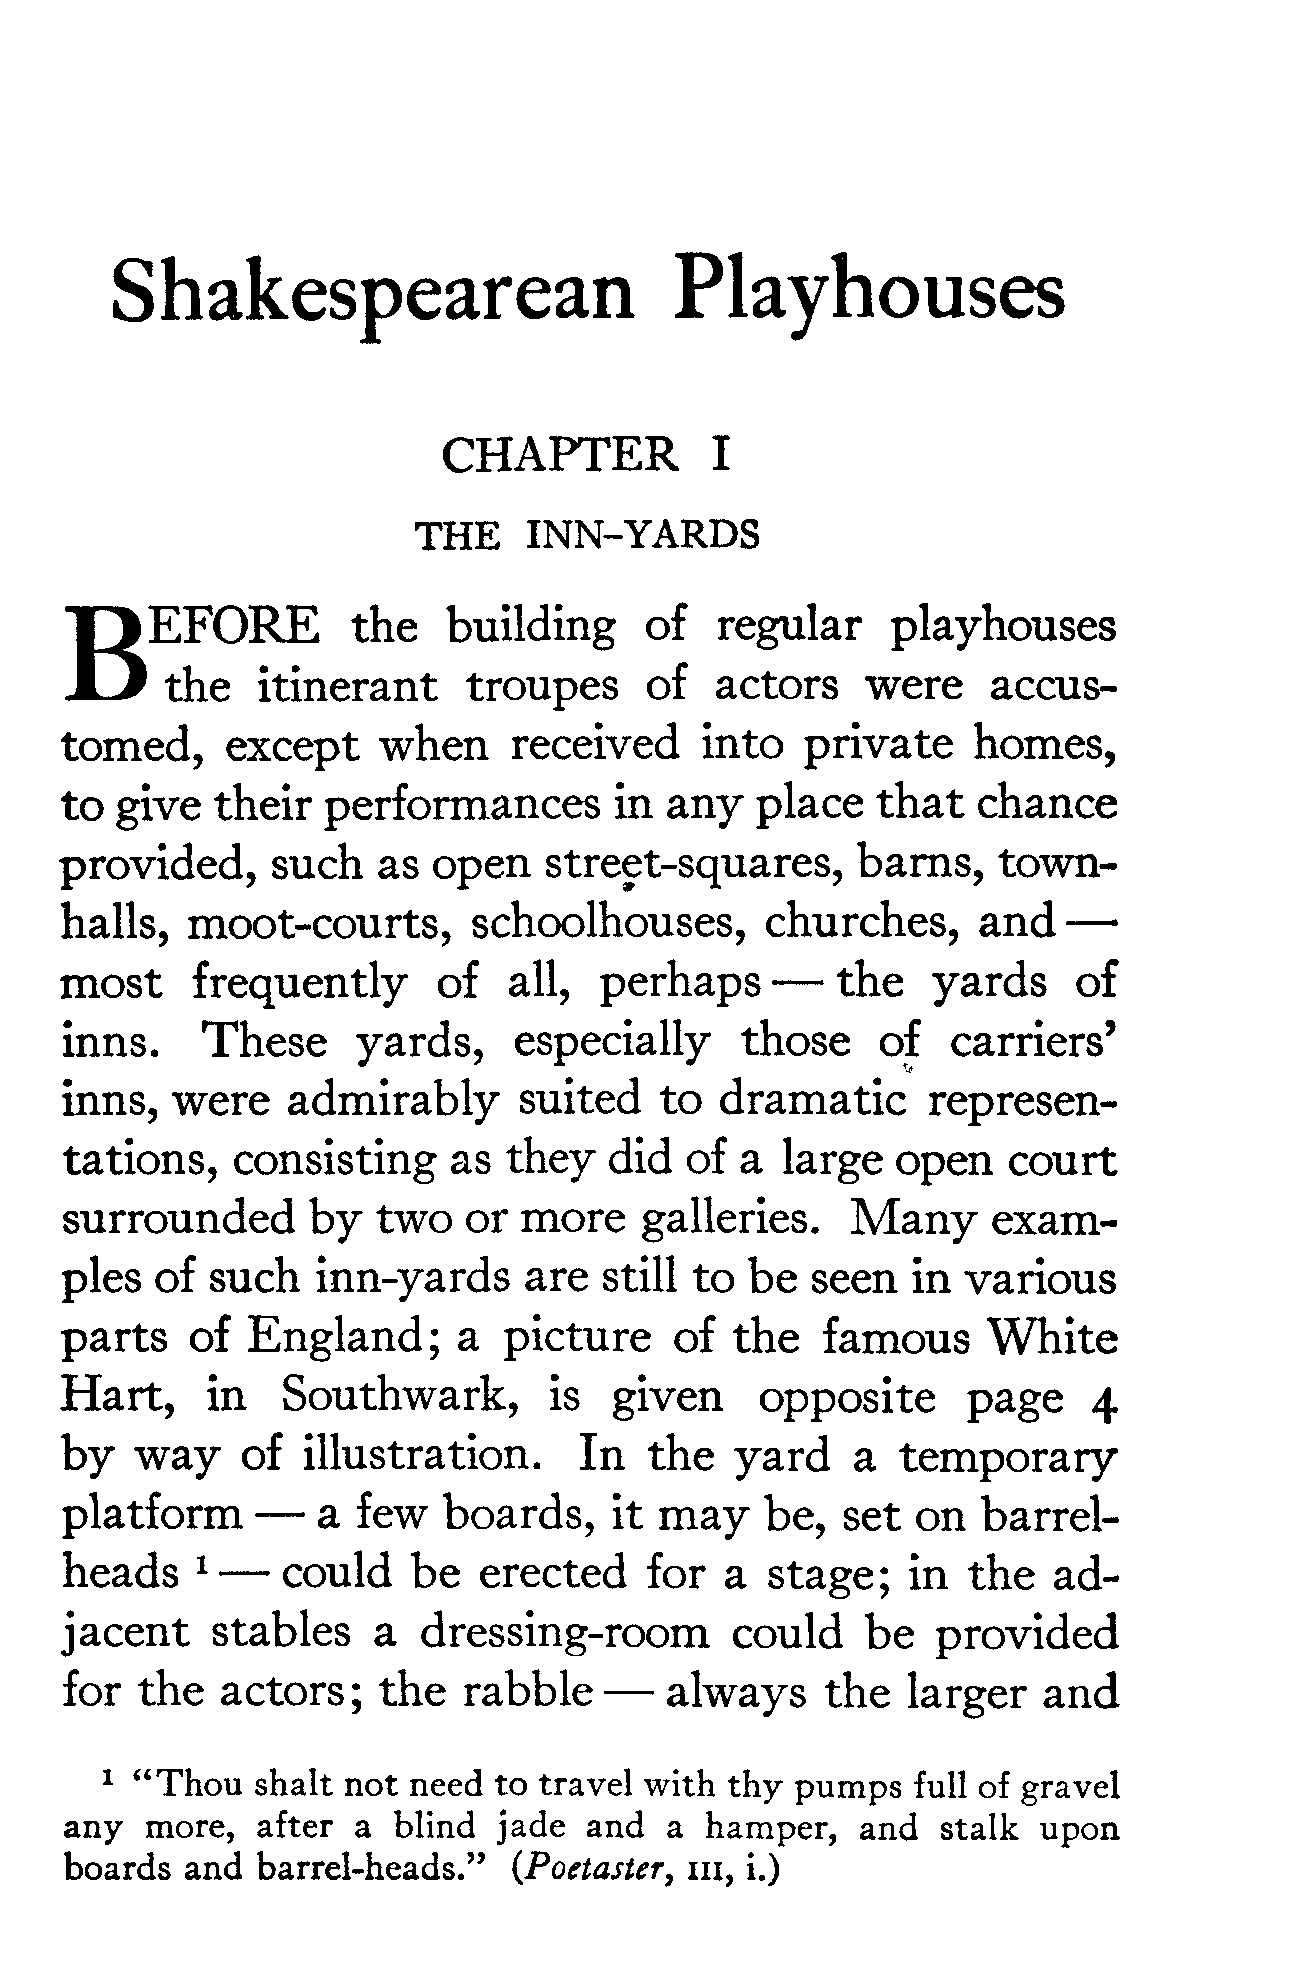 Shakespearean Playhouses
CHAPTER I
THE INN-YARDS
BEFORE the building of regular playhouses
the itinerant troupes of actors were accus-
tomed, except when received into private homes,
to give their performances in any place that chance
provided, such as open street-squares, barns, town-
halls, moot-courts, schoolhouses, churches, and —
most frequently of all, perhaps — the yards of
inns. These yards, especially those of carriers’
inns, were admirably suited to dramatic represen-
tations, consisting as they did of a large open court
surrounded by two or more galleries. Many exam-
ples of such inn-yards are still to be seen in various
parts of England; a picture of the famous White
Hart, in Southwark, is given opposite page 4
by way of illustration. In the yard a temporary
platform — a few boards, it may be, set on barrel-
heads ¹ — could be erected for a stage; in the ad-
jacent stables a dressing-room could be provided
for the actors; the rabble — always the larger and
¹ “Thou shalt not need to travel with thy pumps full of gravel
any more, after a blind jade and a hamper, and stalk upon
boards and barrel-heads.” (Poetaster, III, i.)